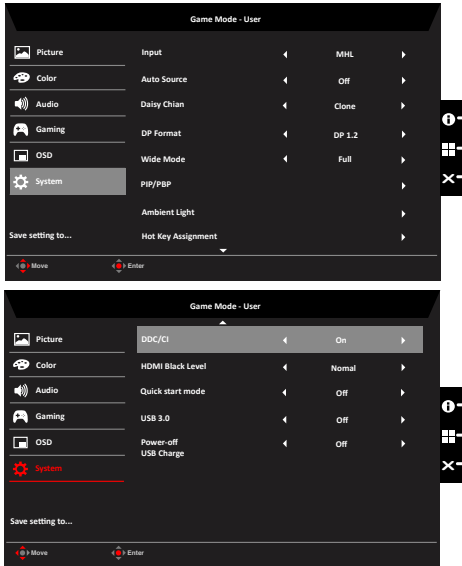 Game Mode - User
Picture
Input MHL
Color
Auto Source Off
Audio
Daisy Chian Clone
Gaming
DP Format DP 1.2
OSD
Wide Mode Full
System
PIP/PBP
Ambient Light
Save setting to...
Hot Key Assignment
Move Enter
Game Mode - User
Picture
DDC/CI On
Color
HDMI Black Level Nomal
Audio
Quick start mode Off
Gaming
USB 3.0 Off
OSD
Power-off Off
USB Charge
System
Save setting to...
Move Enter